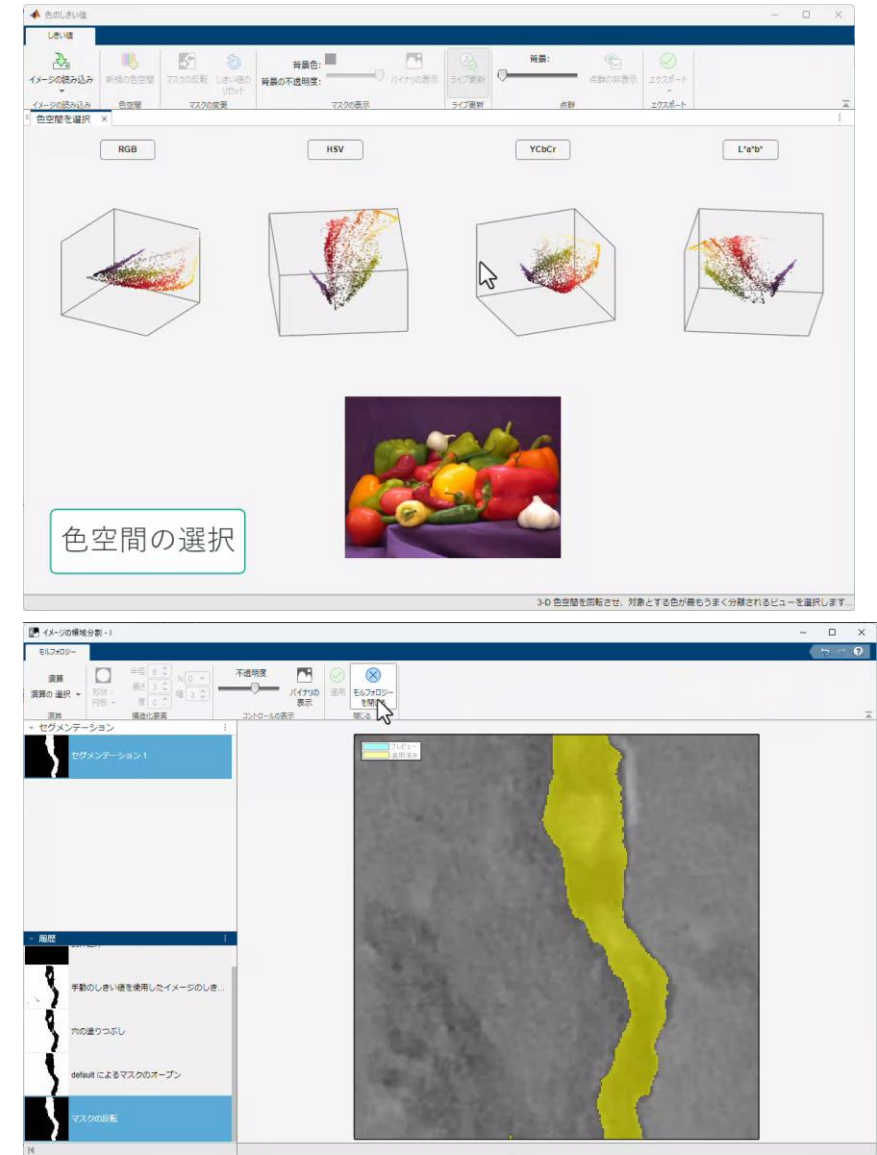 色のしきい値
しきい値
イメージの読み込み
新規の色空間
マスクの反転
しきい値の
リセット
背景色:
背景の不透明度:
バイナリの表示
ライブ更新
背景:
点群の非表示
エクスポート
イメージの読み込み
色空間
マスクの変更
マスクの表示
ライブ更新
点群
エクスポート
色空間を選択
RGB
HSV
YCbCr
L*a*b*
色空間の選択
3-D 色空間を回転させ、対象とする色が最もうまく分離されるビューを選択します...
イメージの領域分割 - I
モルフォロジー
演算
演算の選択
形状
円板
半径
8
長さ
3
度
0
N
0
幅
3
不透明度
バイナリの
表示
適用
モルフォロジー
を閉じる
演算
構造化要素
コントロールの表示
閉じる
セグメンテーション
セグメンテーション 1
プレビュー
適用済み
履歴
手動のしきい値を使用したイメージのしき...
穴の塗りつぶし
default によるマスクのオープン
マスクの反転